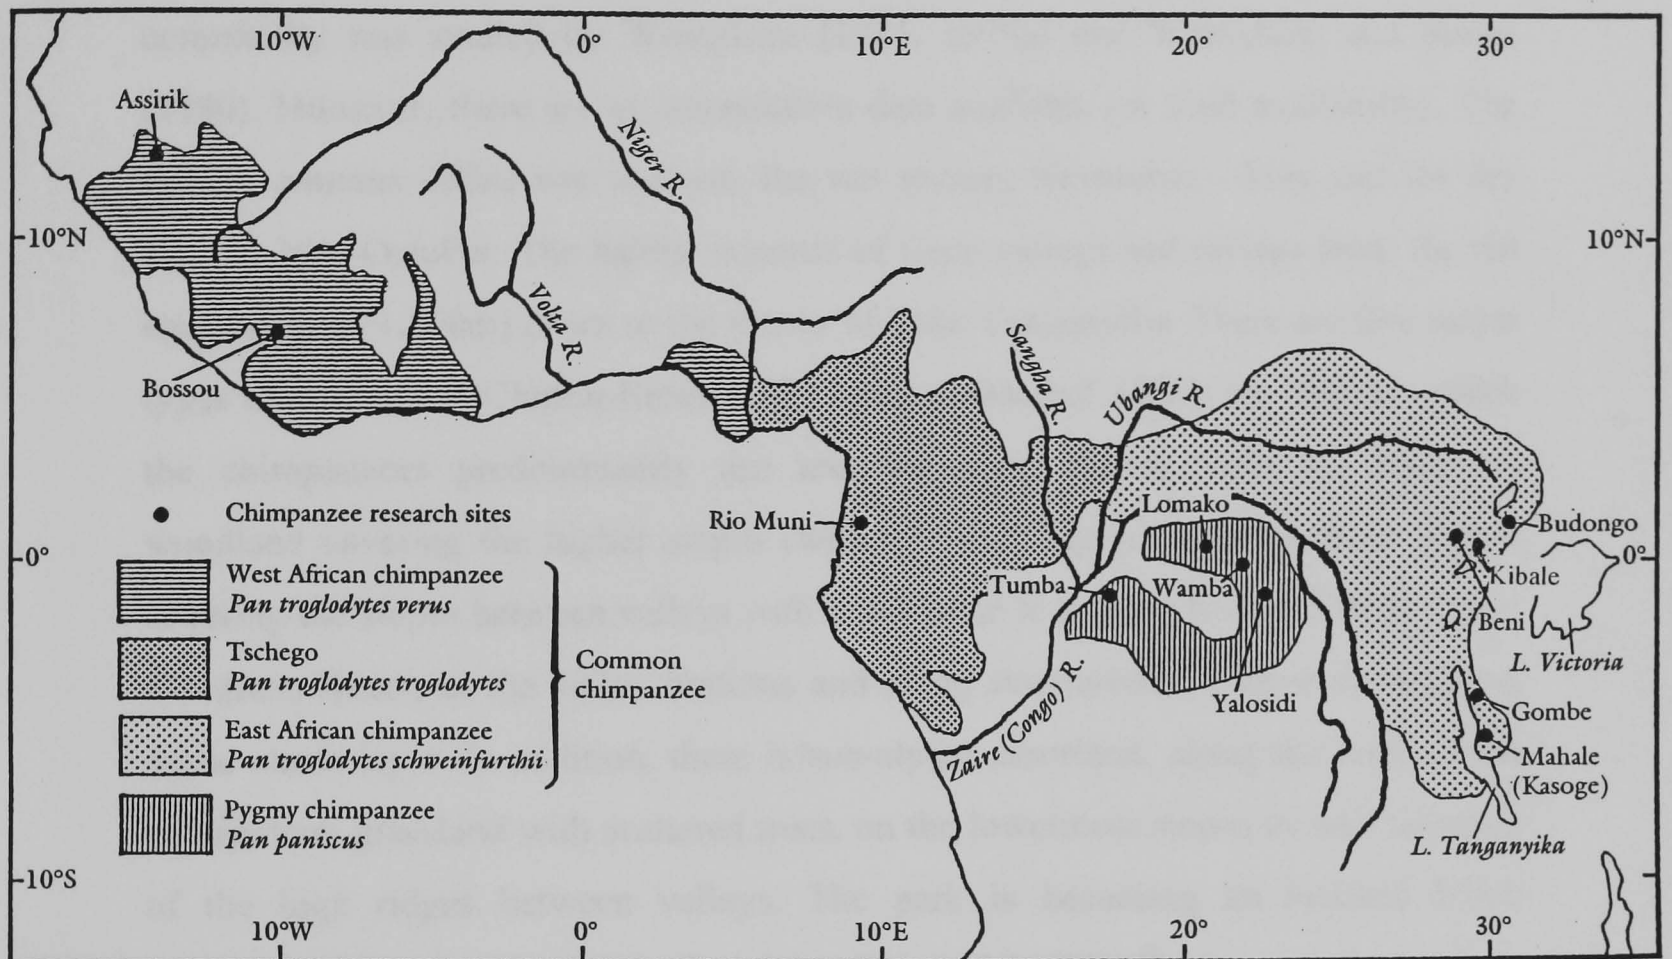 10°W
0°
10°E
20°
30°
Assirik
Niger R.
10°N
10°N
Volta R.
Sangha R.
Ubangi R.
Bossou
Lomako
Rio Muni
Budongo
Chimpanzee research sites
0°
0°
Tumba
Wamba
Kibale
Beni
L. Victoria
West African chimpanzee
Pan troglodytes verus
Tschego
Pan troglodytes troglodytes
Common
chimpanzee
Yalosidi
Gombe
East African chimpanzee
Pan troglodytes schweinfurthii
Zaire (Congo) R.
Mahale
(Kasoge)
Pygmy chimpanzee
Pan paniscus
L. Tanganyika
10°S
10°W
0°
10°E
20°
30°